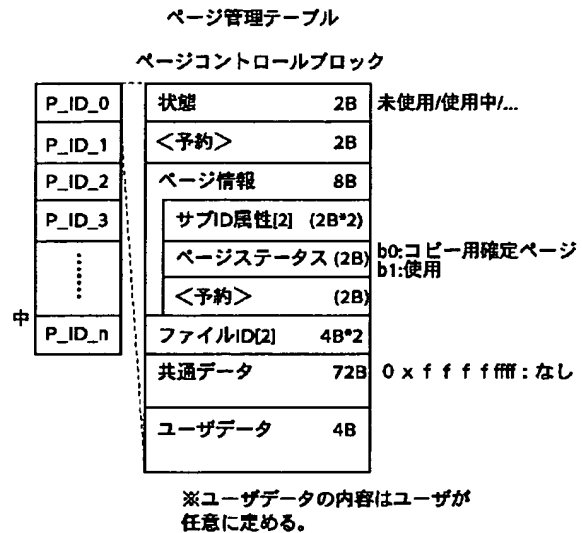 ページ管理テーブル
ページコントロールブロック
P_ID_0
P_ID_1
P_ID_2
P_ID_3
中
P_ID_n
状態 2B 未使用/使用中/...
<予約> 2B
ページ情報 8B
サブID属性[2] (2B*2)
ページステータス (2B) b0:コピー用確定ページ
b1:使用
<予約> (2B)
ファイルID[2] 4B*2
共通データ 72B 0xffffffff:なし
ユーザデータ 4B
※ユーザデータの内容はユーザが
任意に定める。